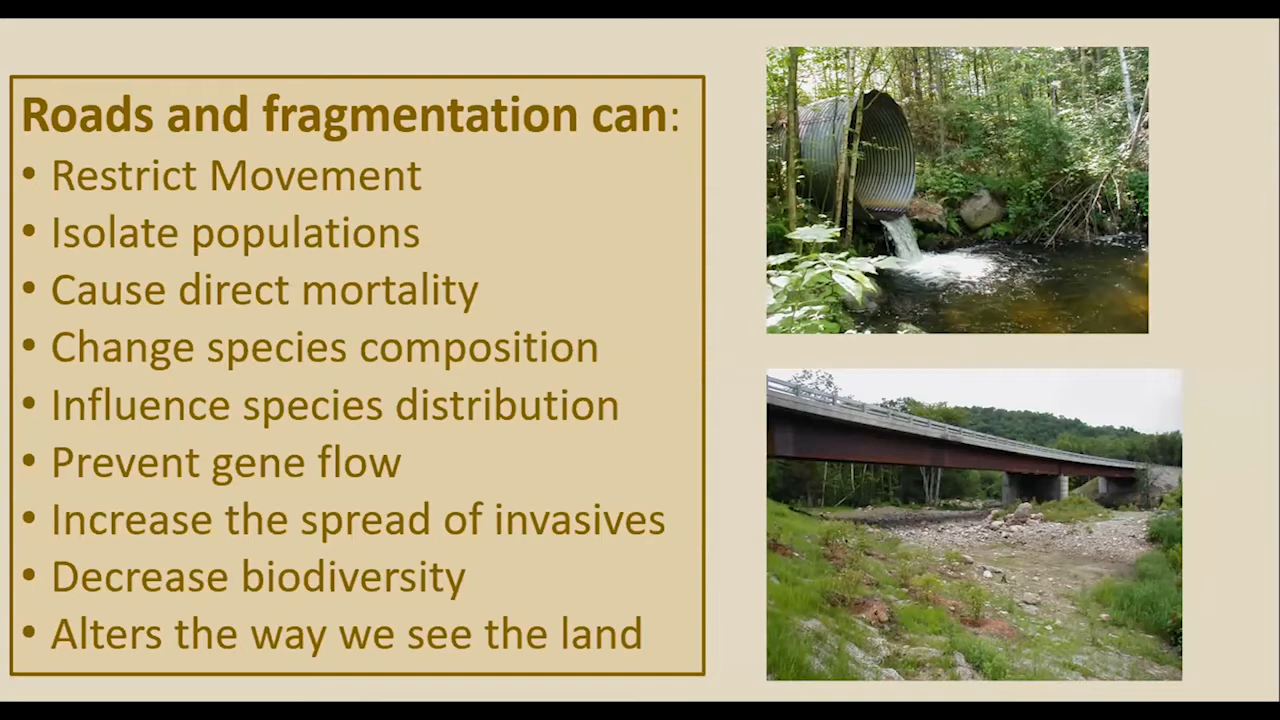 Roads and fragmentation can:
• Restrict Movement
• Isolate populations
• Cause direct mortality
• Change species composition
• Influence species distribution
• Prevent gene flow
• Increase the spread of invasives
• Decrease biodiversity
• Alters the way we see the land